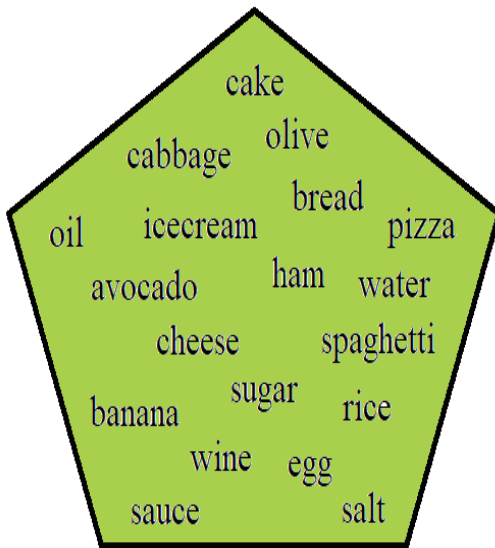 cake
olive
cabbage
bread
oil
icecream
pizza
avocado
ham
water
cheese
spaghetti
sugar
banana
rice
wine
egg
sauce
salt